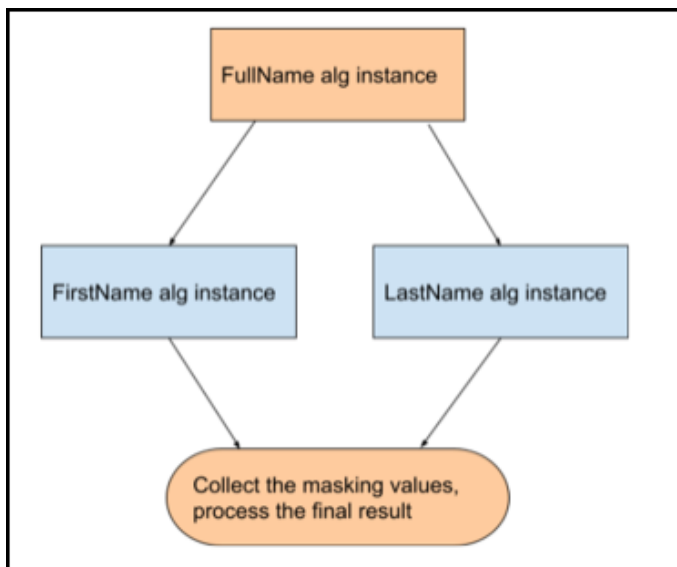 FullName alg instance
FirstName alg instance
LastName alg instance
Collect the masking values,
process the final result